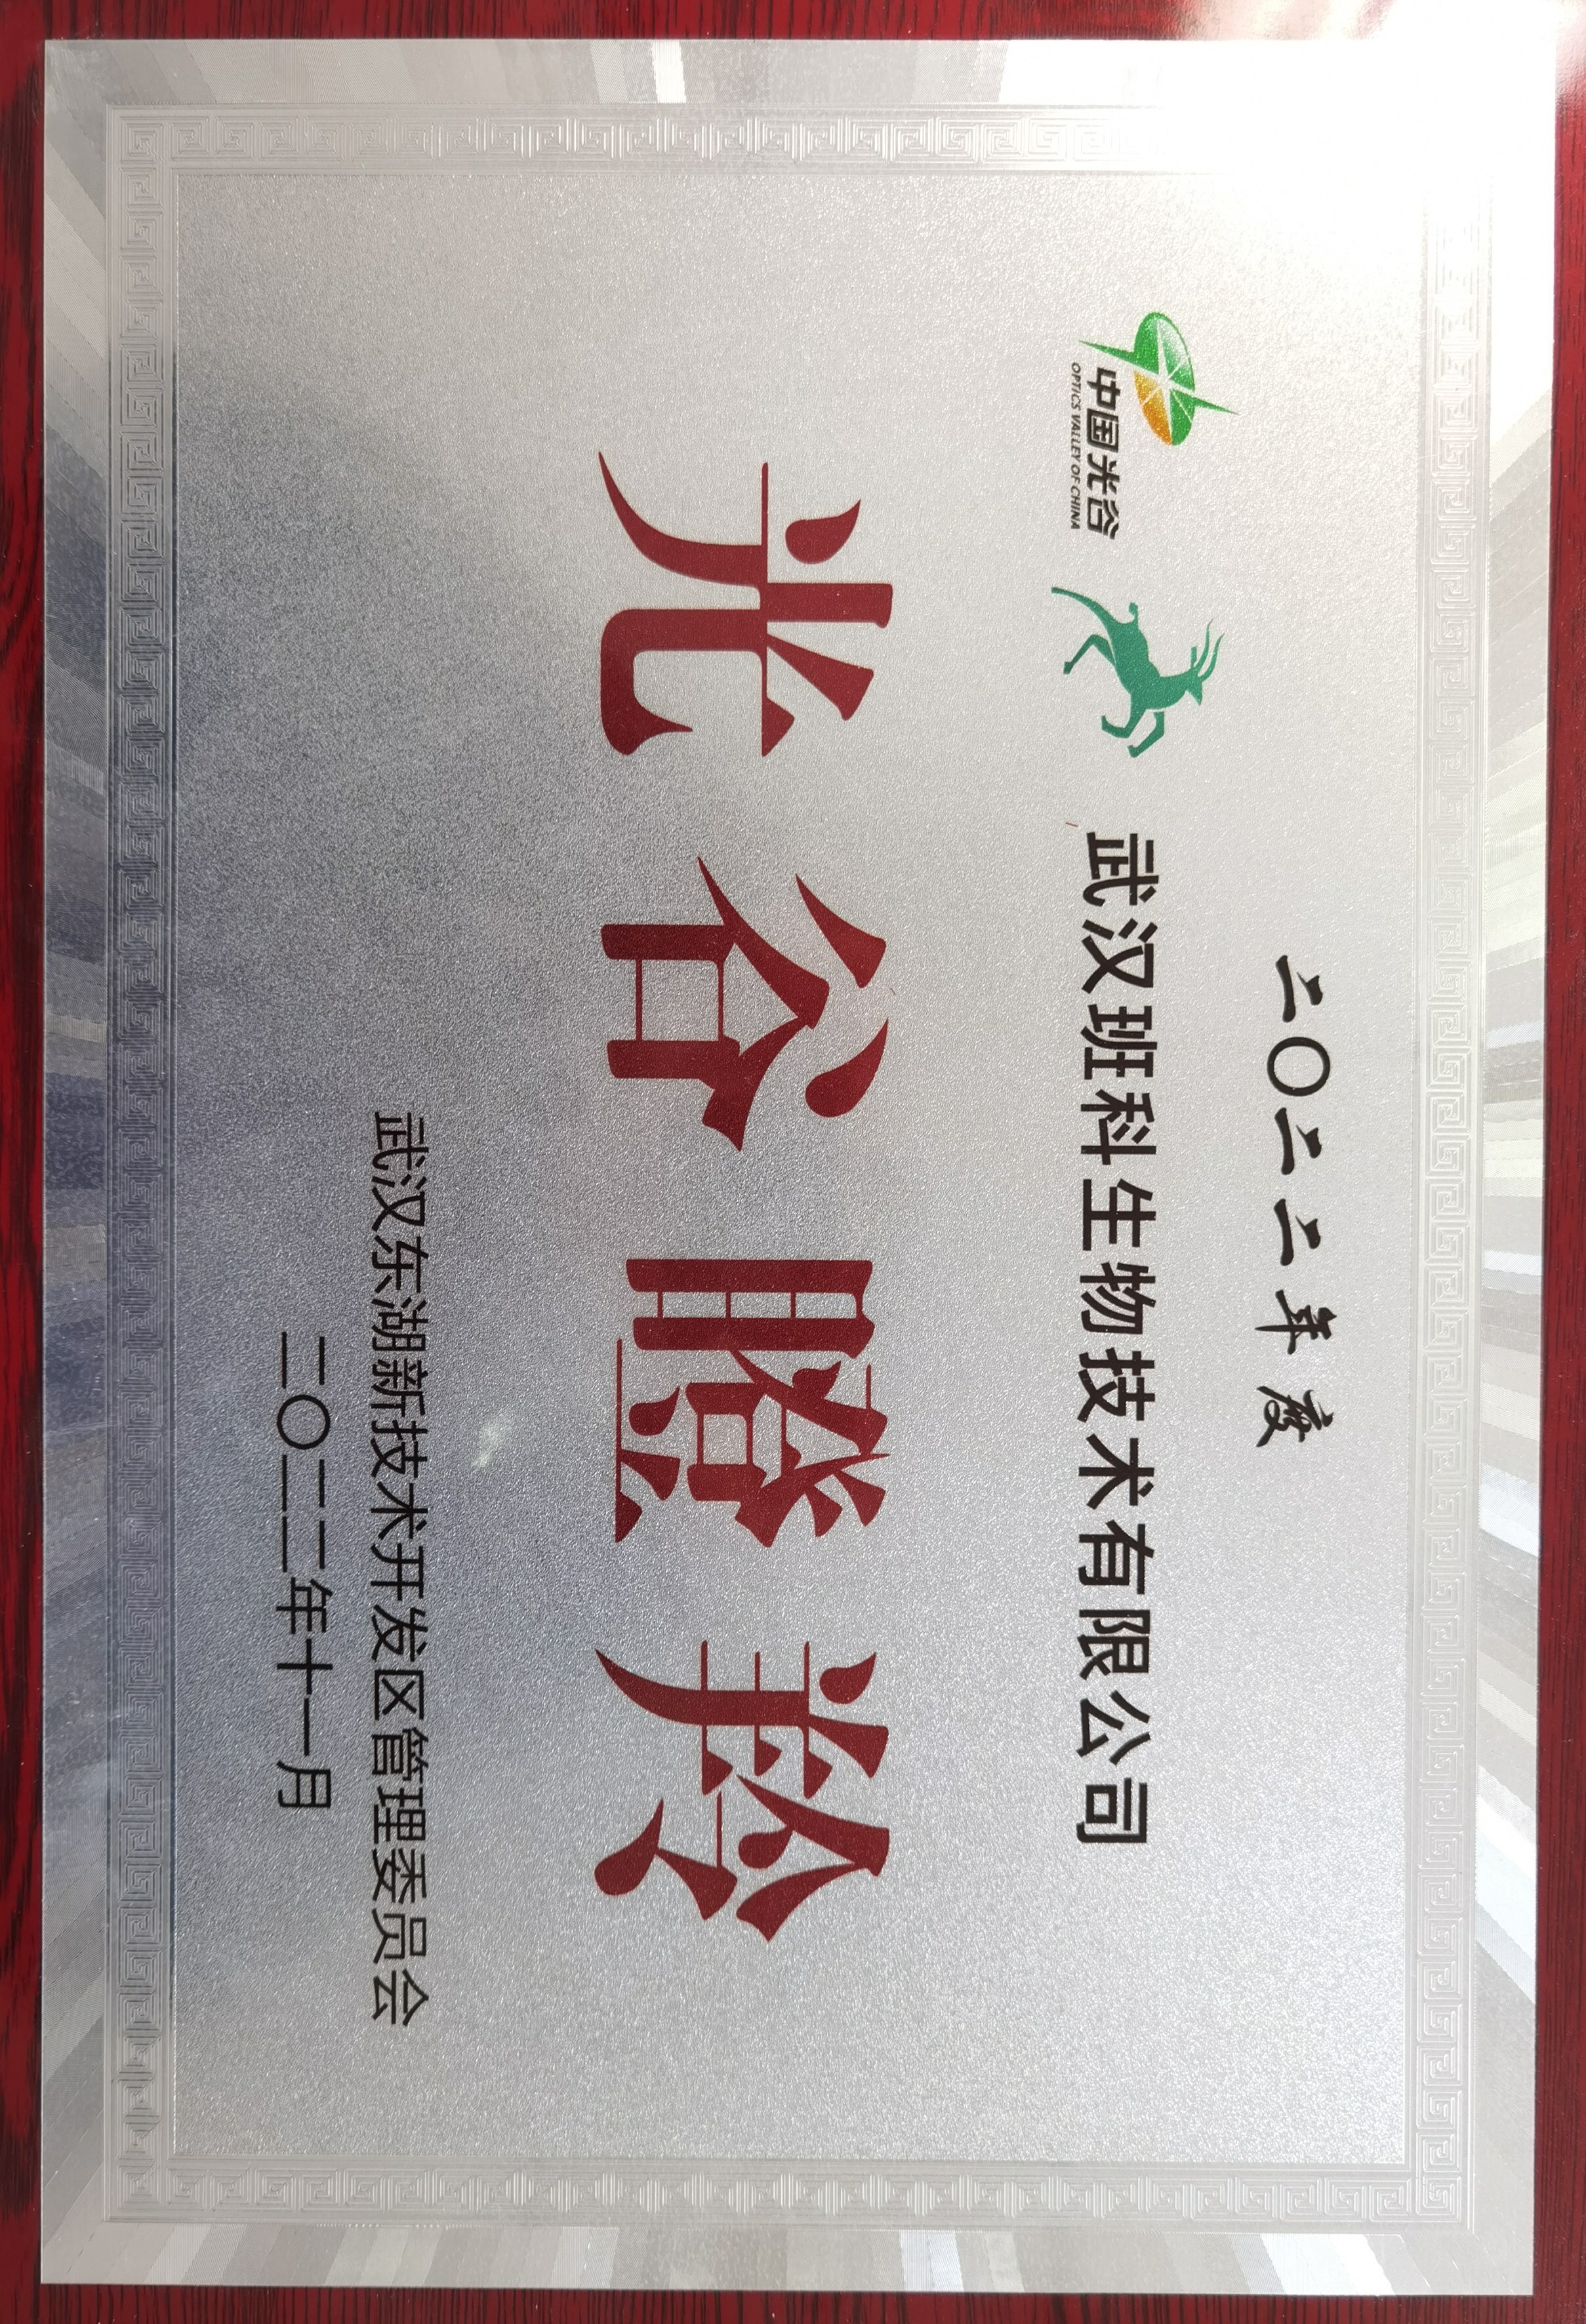 二〇二二年度
中国光谷
OPTICS VALLEY OF CHINA
武汉班科生物技术有限公司
光谷瞪羚
武汉东湖新技术开发区管理委员会
二〇二二年十一月